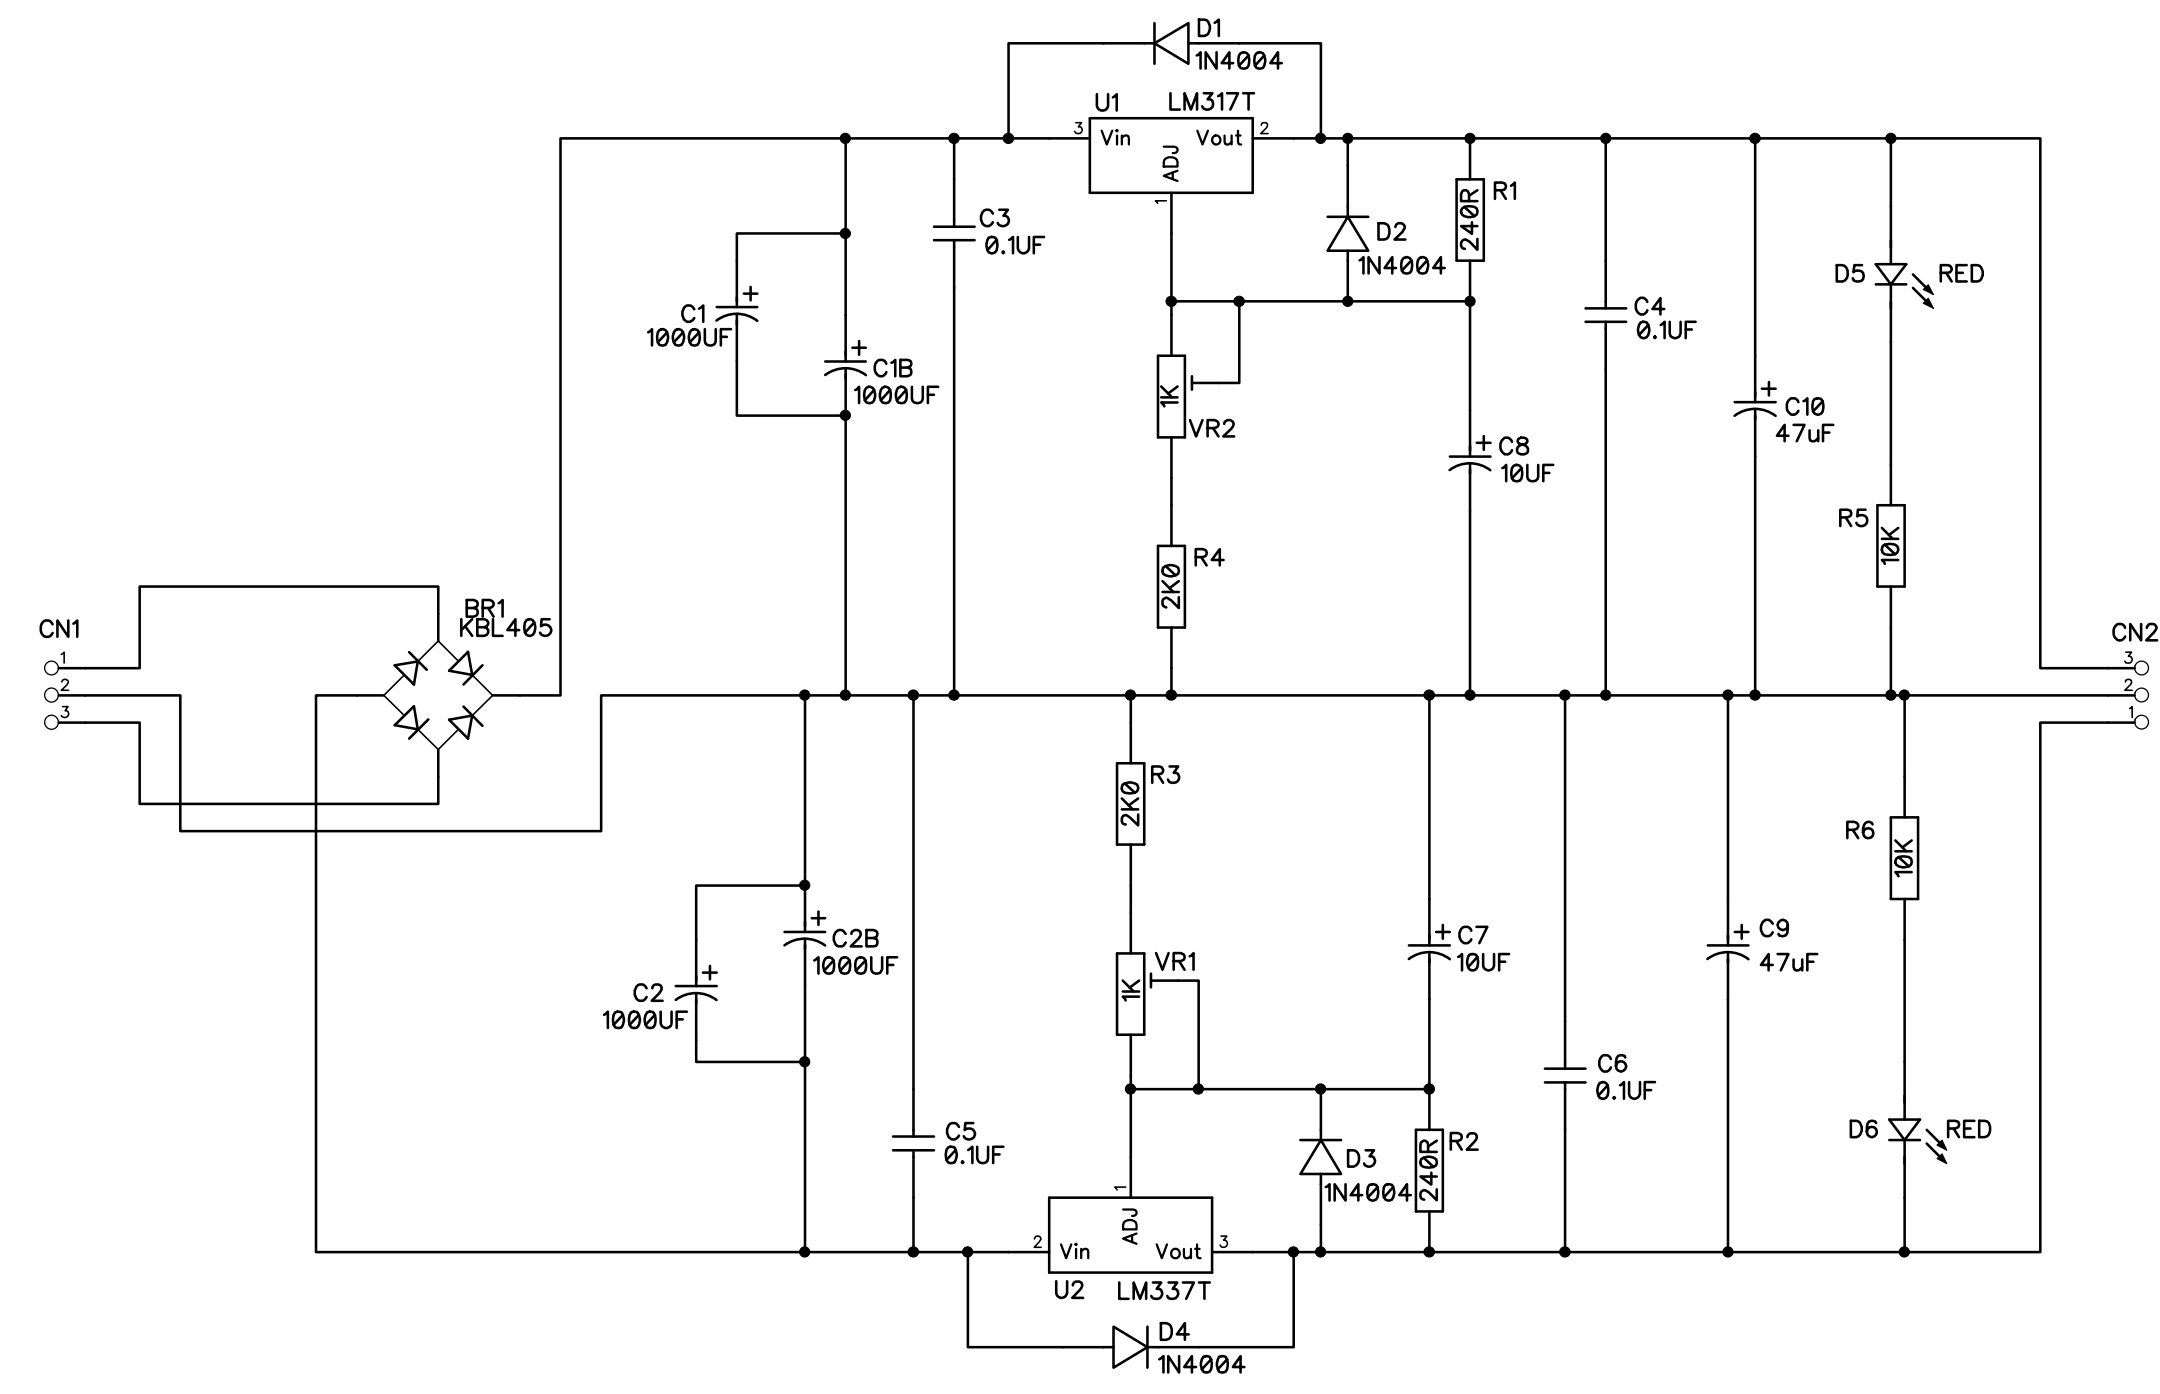 D1
1N4004
U1 LM317T
3 Vin Vout 2
ADJ
1
C3
0.1UF
R1
240R
D2
1N4004
D5 RED
C1
1000UF
C4
0.1UF
C1B
1000UF
1K
VR2
C10
47uF
C8
10UF
R5
10K
R4
2K0
BR1
KBL405
CN1
1
2
3
CN2
3
2
1
R3
2K0
R6
10K
C2B
1000UF
C2
1000UF
VR1
1K
C7
10UF
C9
47uF
C6
0.1UF
C5
0.1UF
D6 RED
D3
1N4004
R2
240R
1
ADJ
2 Vin Vout 3
U2 LM337T
D4
1N4004